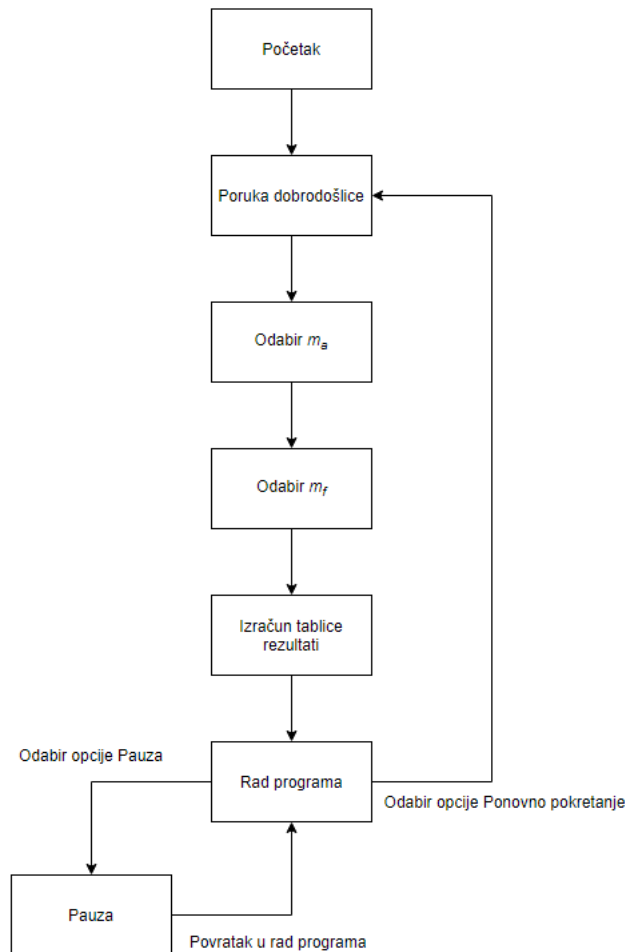 Početak
Poruka dobrodošlice
Odabir mₐ
Odabir m_f
Izračun tablice
rezultati
Odabir opcije Pauza
Rad programa
Odabir opcije Ponovno pokretanje
Pauza
Povratak u rad programa